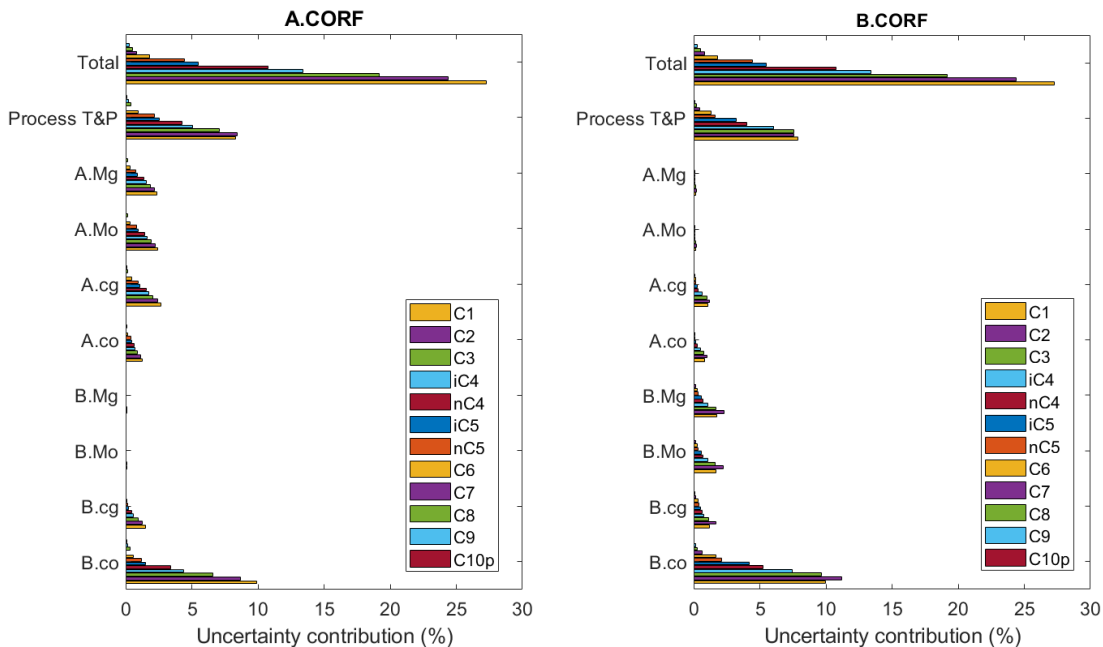 A.CORF
Total
Process T&P
A.Mg
A.Mo
A.cg
A.co
B.Mg
B.Mo
B.cg
B.co
0 5 10 15 20 25 30
Uncertainty contribution (%)
C1
C2
C3
iC4
nC4
iC5
nC5
C6
C7
C8
C9
C10p
B.CORF
Total
Process T&P
A.Mg
A.Mo
A.cg
A.co
B.Mg
B.Mo
B.cg
B.co
0 5 10 15 20 25 30
Uncertainty contribution (%)
C1
C2
C3
iC4
nC4
iC5
nC5
C6
C7
C8
C9
C10p